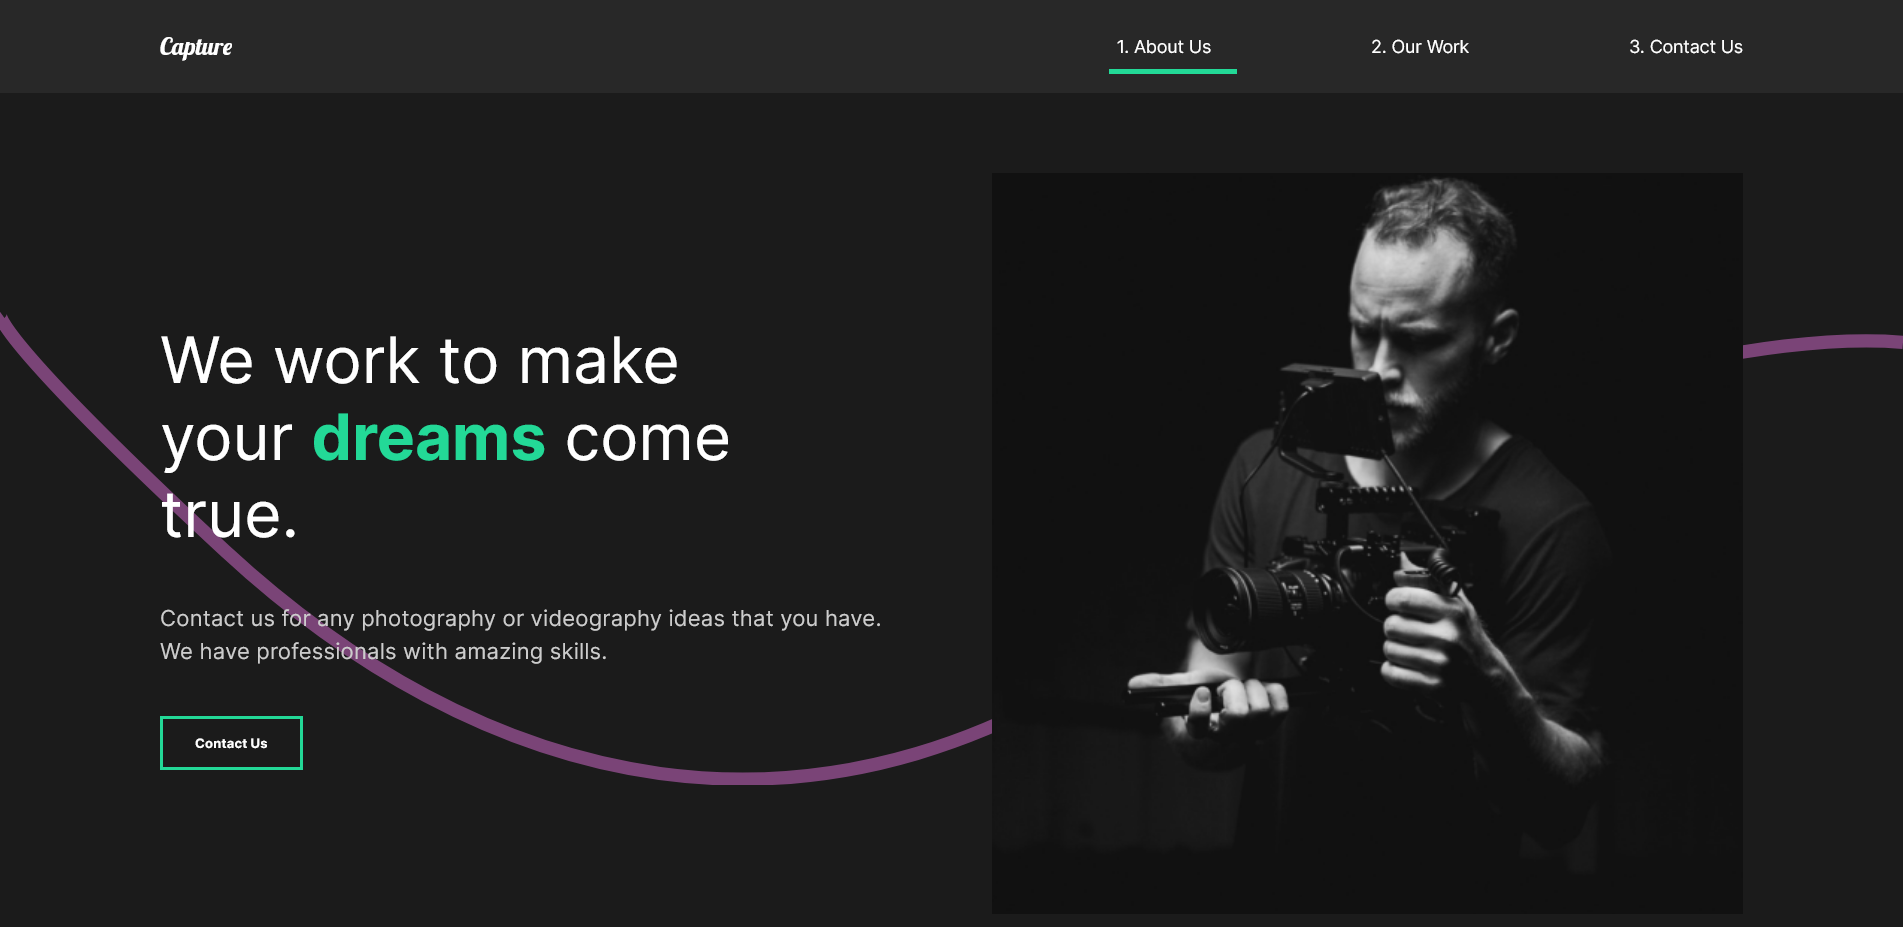 Capture
1. About Us
2. Our Work
3. Contact Us
We work to make
your dreams come
true.
Contact us for any photography or videography ideas that you have.
We have professionals with amazing skills.
Contact Us